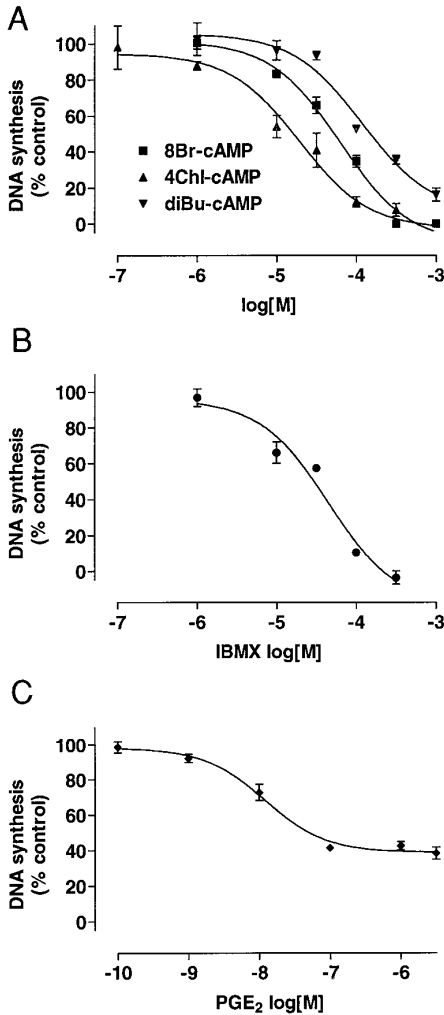 A
DNA synthesis
(% control)
100
80
60
40
20
0
8Br-cAMP
4Chl-cAMP
diBu-cAMP
-7 -6 -5 -4 -3
log[M]
B
DNA synthesis
(% control)
100
80
60
40
20
0
-7 -6 -5 -4 -3
IBMX log[M]
C
DNA synthesis
(% control)
100
80
60
40
20
0
-10 -9 -8 -7 -6
PGE₂ log[M]